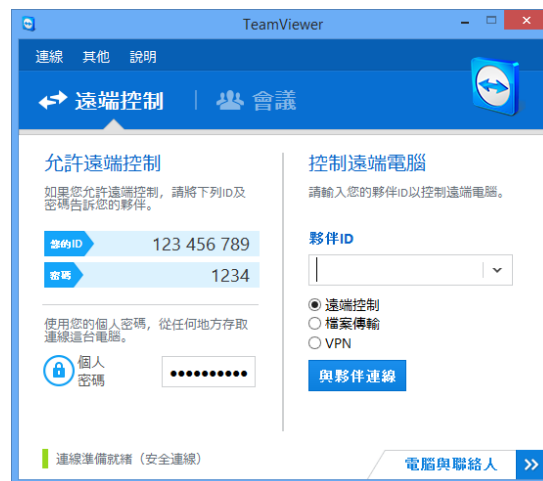 TeamViewer
連線 其他 說明
遠端控制 會議
允許遠端控制
如果您允許遠端控制，請將下列ID及
密碼告訴您的夥伴。
您的ID 123 456 789
密碼 1234
使用您的個人密碼，從任何地方存取
連線這台電腦。
個人
密碼
控制遠端電腦
請輸入您的夥伴ID以控制遠端電腦。
夥伴ID
遠端控制
檔案傳輸
VPN
與夥伴連線
連線準備就緒（安全連線）
電腦與聯絡人